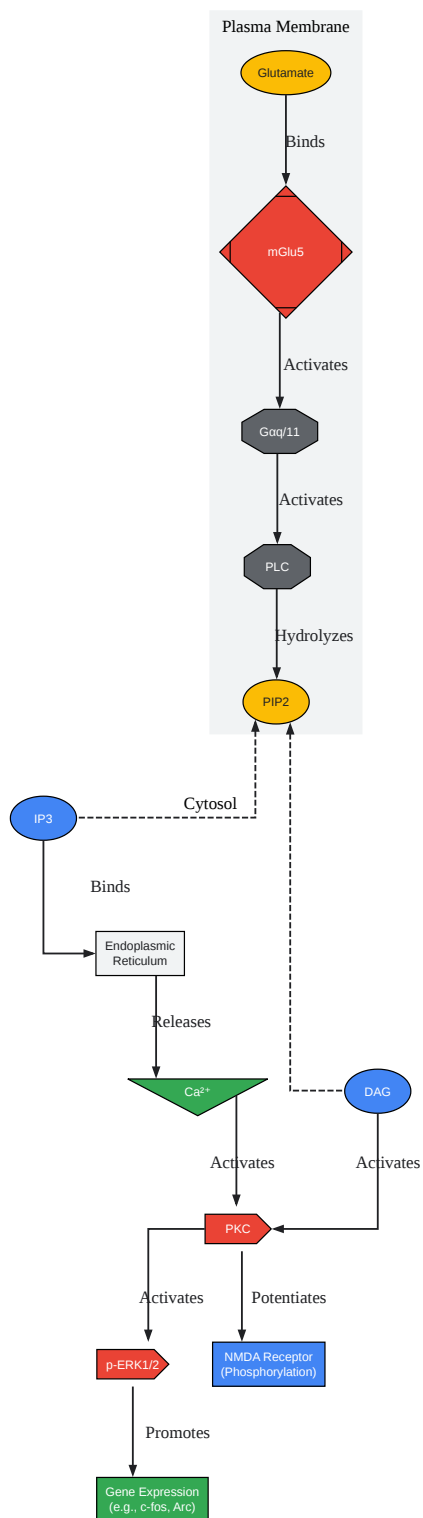 Plasma Membrane
Glutamate
Binds
mGlu5
Activates
Gαq/11
Activates
PLC
Hydrolyzes
PIP2
Cytosol
IP3
Binds
Endoplasmic
Reticulum
Releases
Ca²⁺
DAG
Activates
Activates
PKC
Activates
Potentiates
p-ERK1/2
NMDA Receptor
(Phosphorylation)
Promotes
Gene Expression
(e.g., c-fos, Arc)